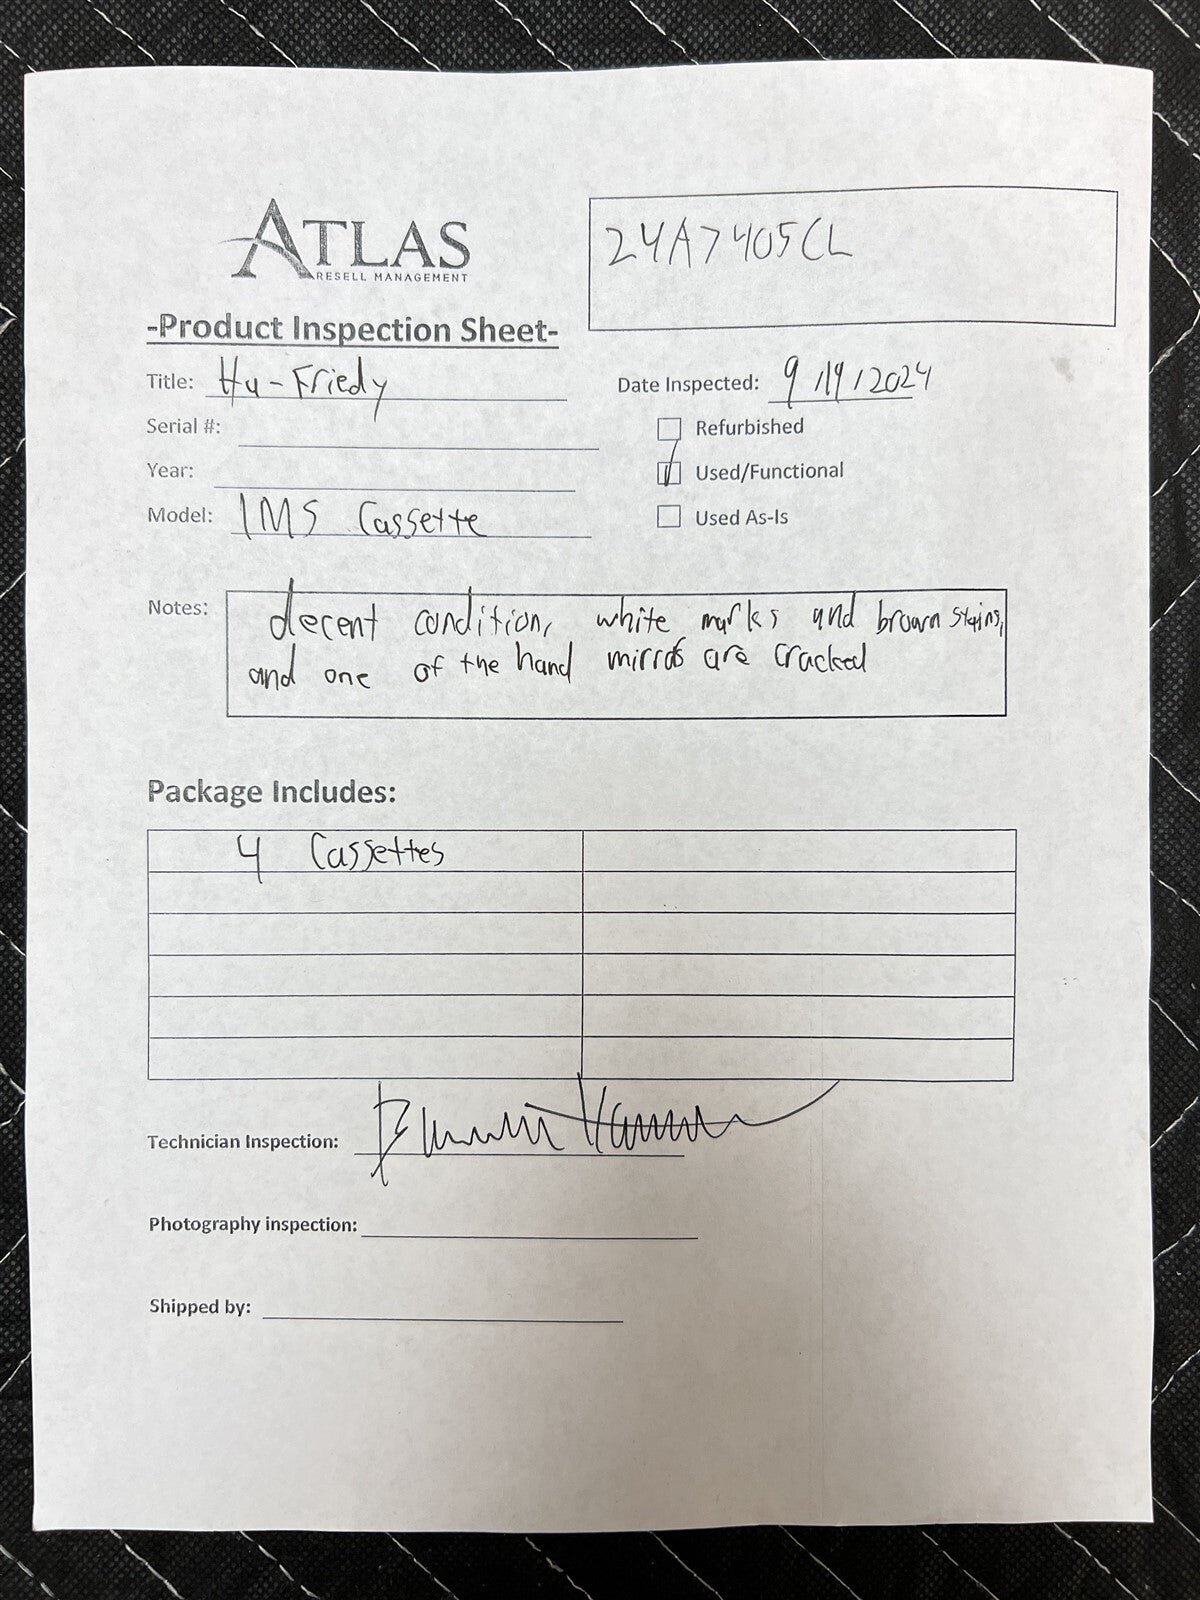 ATLAS
RESELL MANAGEMENT
24A7405CL
-Product Inspection Sheet-
Title: Hu-Friedy
Date Inspected: 9/19/2024
Serial #:
Refurbished
Year:
Used/Functional
Model: IMS Cassette
Used As-Is
Notes: decent condition, white marks and brown stains,
and one of the hand mirrors are cracked
Package Includes:
4 Cassettes
Technician Inspection:
Photography inspection:
Shipped by: